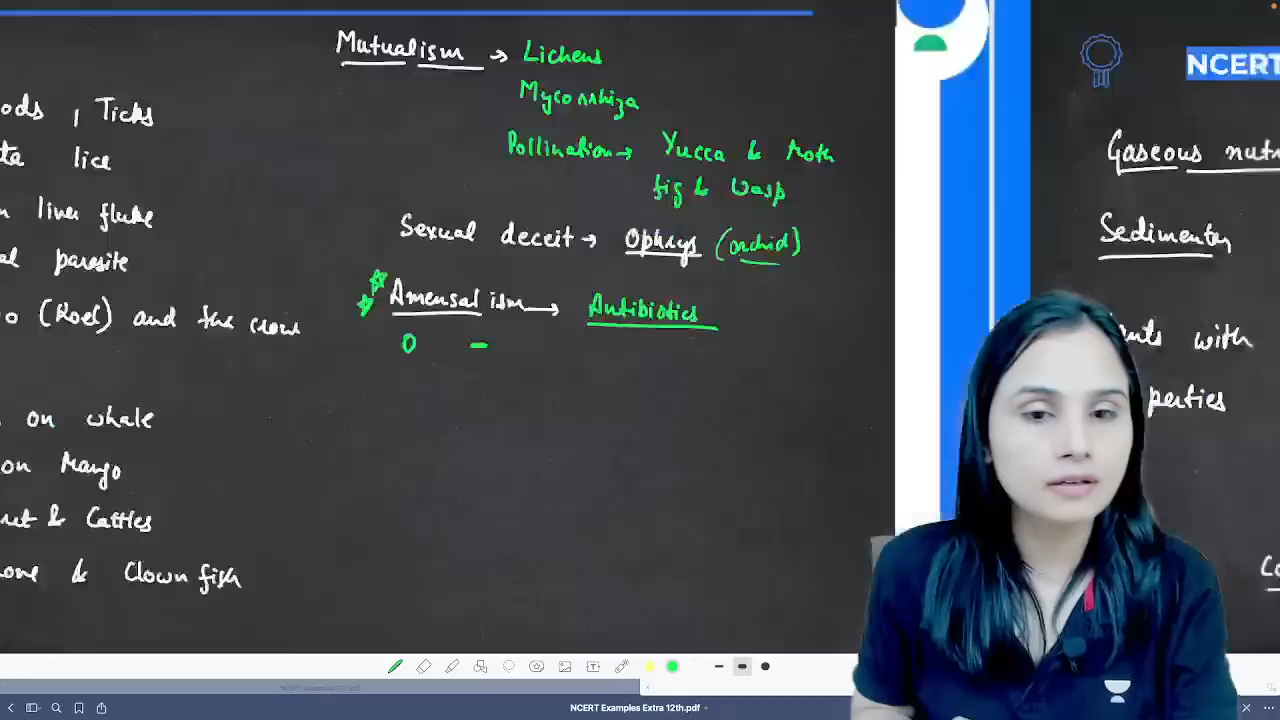 Mutualism → Lichens
Mycorrhiza
Pollination → Yucca & Moth
fig & Wasp
Sexual deceit → Ophrys (orchid)
Amensalism → Antibiotics
0 -
ods , Ticks
ta lice
n liver fluke
al parasite
o (Koel) and the crow
on whale
on Mango
& Cattles
one & Clown fish
NCERT
Gaseous nutr
Sedimentary
nts with
perties
Co
NCERT Examples Extra 12th.pdf